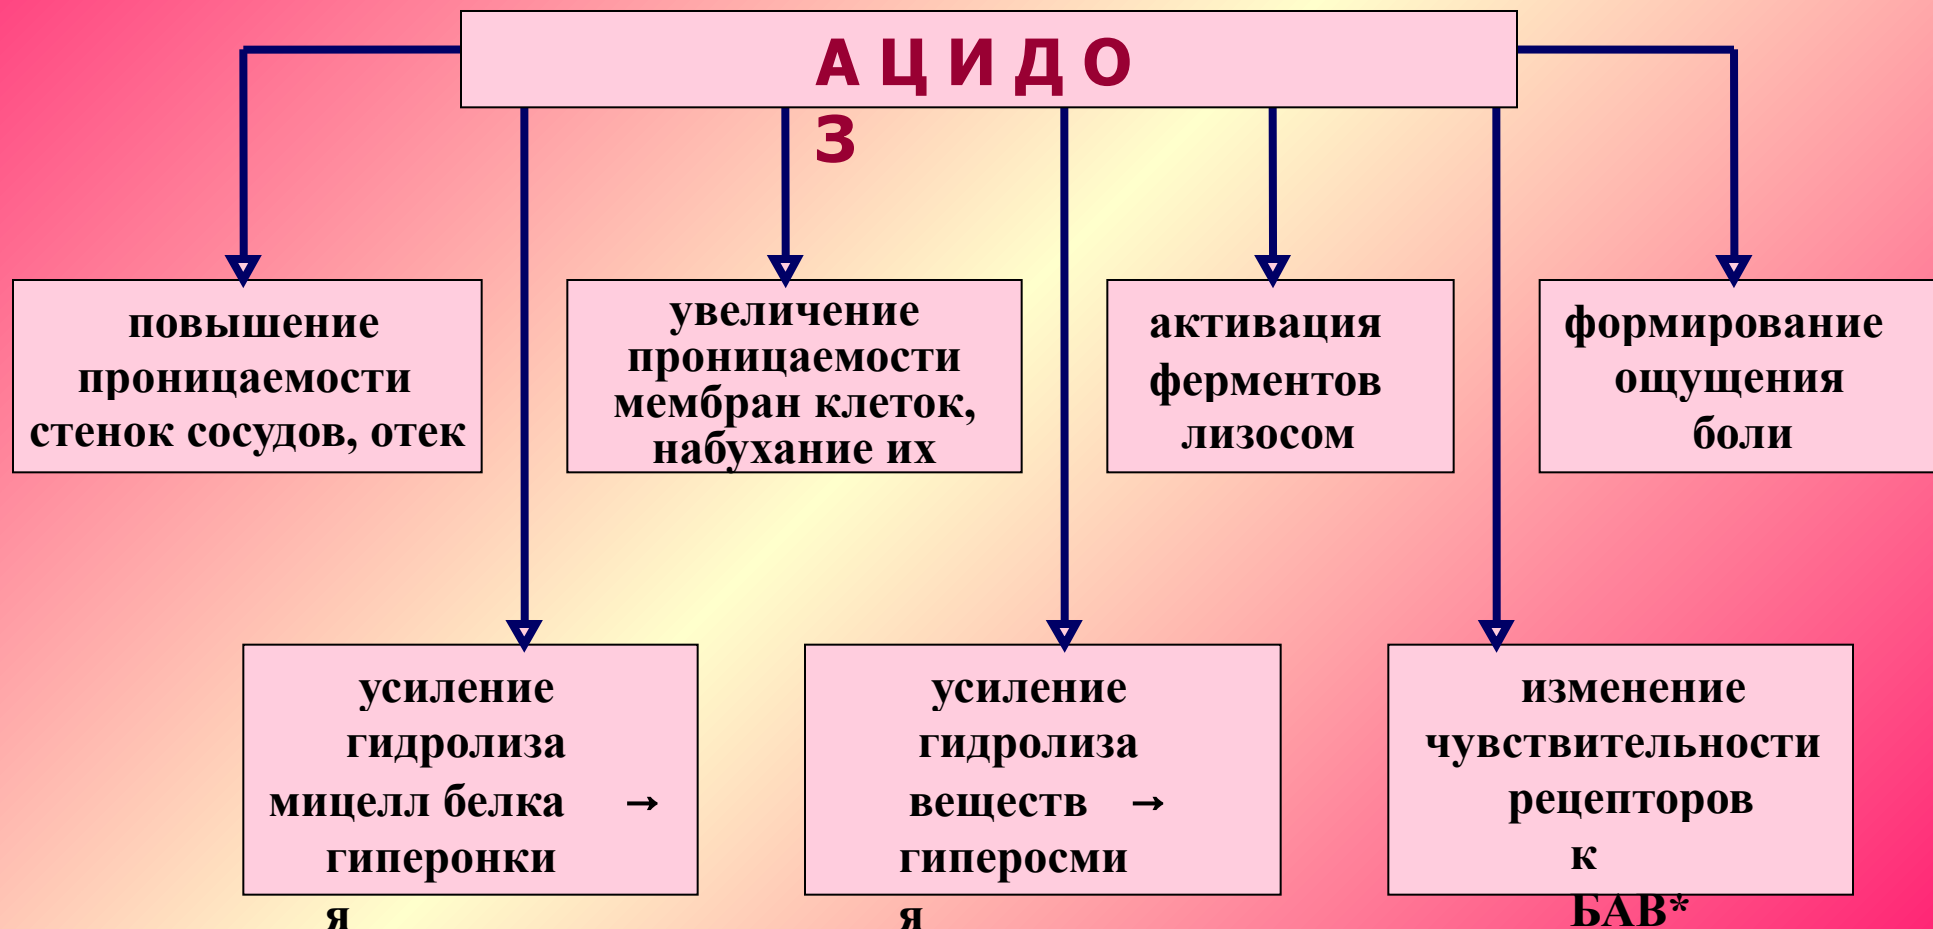 АЦИДО
З
повышение
проницаемости
стенок сосудов, отек
увеличение
проницаемости
мембран клеток,
набухание их
активация
ферментов
лизосом
формирование
ощущения
боли
усиление
гидролиза
мицелл белка →
гиперонки
я
усиление
гидролиза
веществ →
гиперосми
я
изменение
чувствительности
рецепторов
к
БАВ*